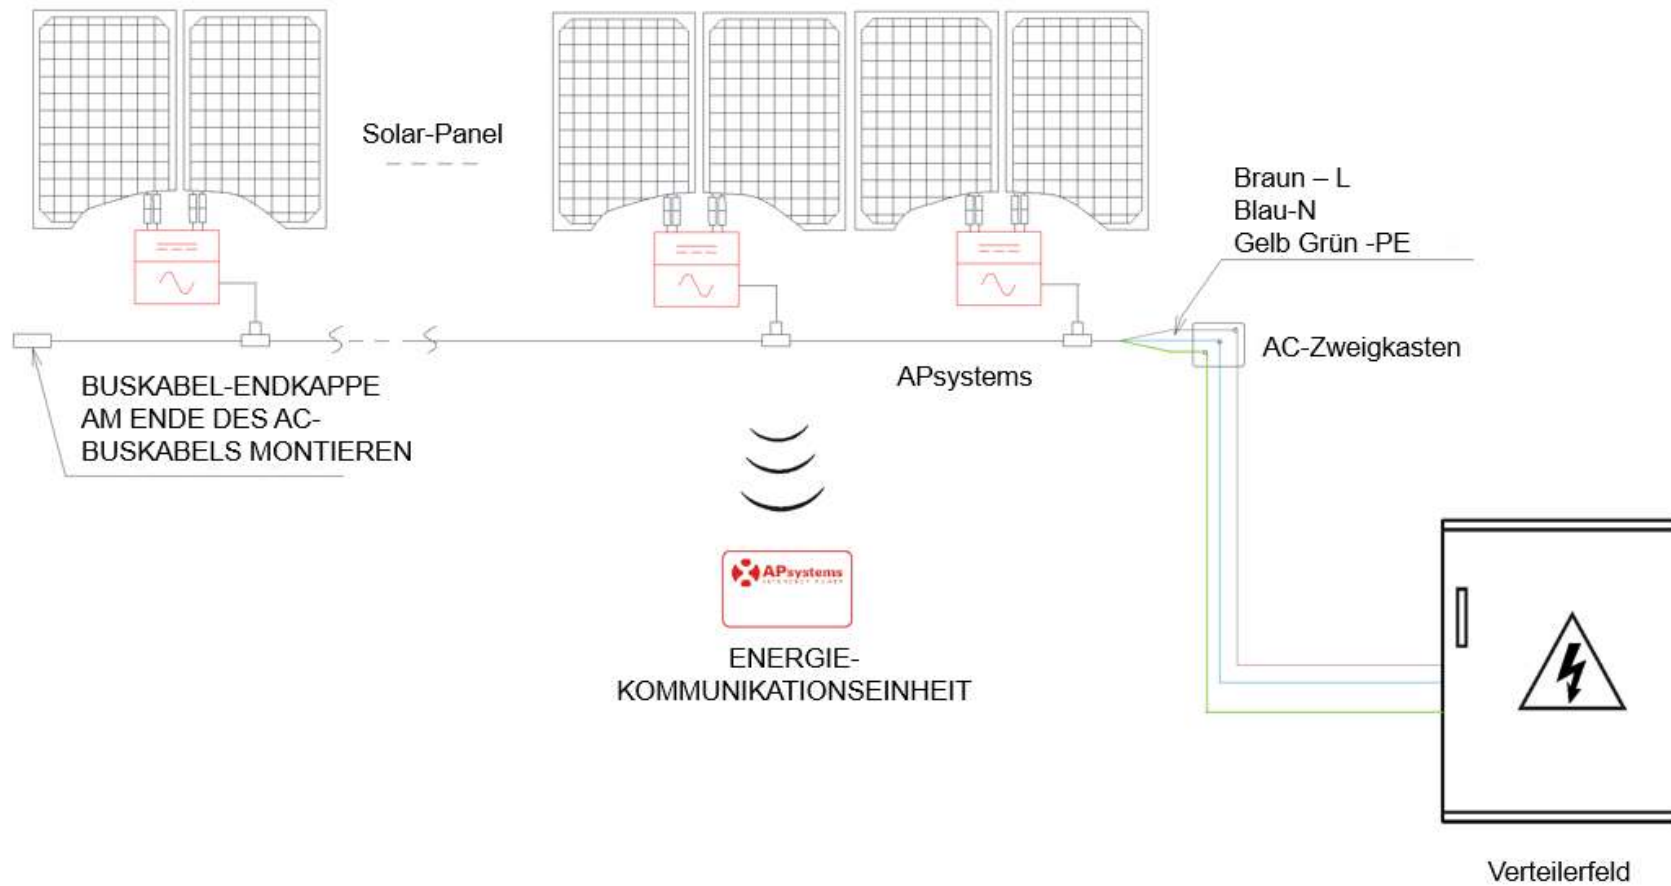 Solar-Panel
Braun – L
Blau-N
Gelb Grün -PE
AC-Zweigkasten
APsystems
BUSKABEL-ENDKAPPE
AM ENDE DES AC-
BUSKABELS MONTIEREN
APsystems
ENERGIE-
KOMMUNIKATIONSEINHEIT
Verteilerfeld